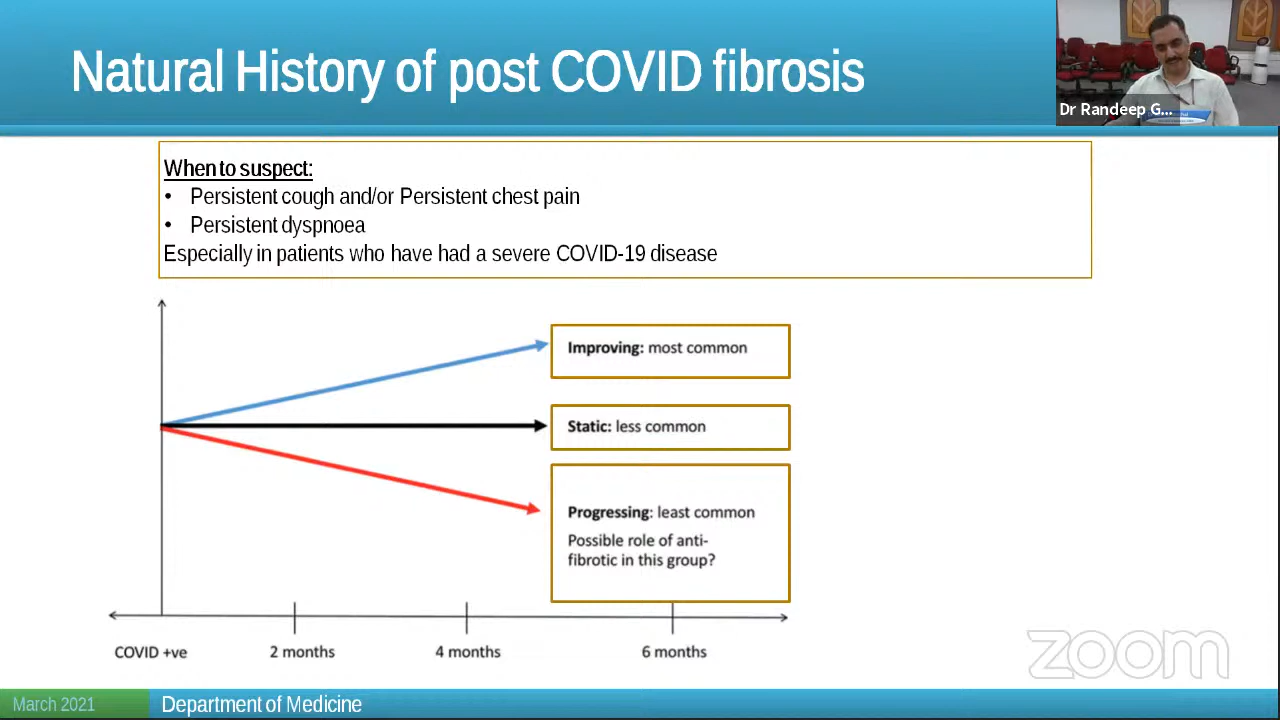 Natural History of post COVID fibrosis
Dr Randeep G...
When to suspect:
• Persistent cough and/or Persistent chest pain
• Persistent dyspnoea
Especially in patients who have had a severe COVID-19 disease
Improving: most common
Static: less common
Progressing: least common
Possible role of anti-
fibrotic in this group?
COVID +ve
2 months
4 months
6 months
zoom
March 2021
Department of Medicine